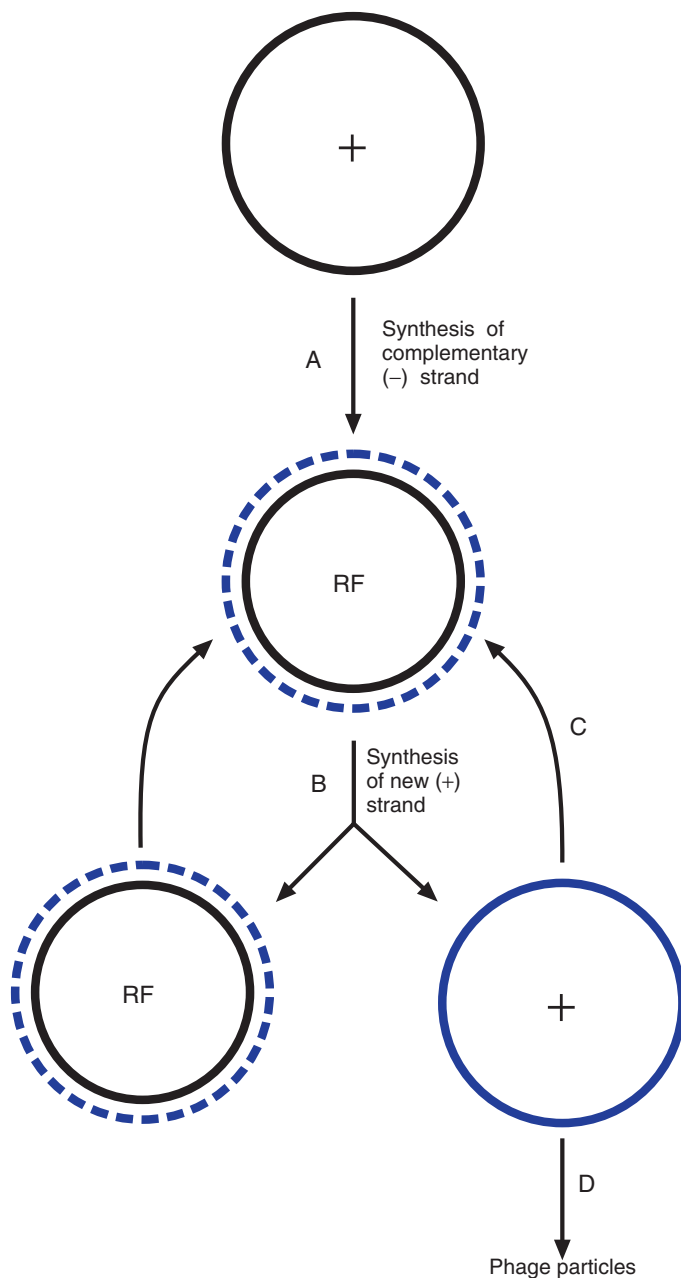 +
A
Synthesis of
complementary
(–) strand
RF
C
B
Synthesis
of new (+)
strand
RF
+
D
Phage particles